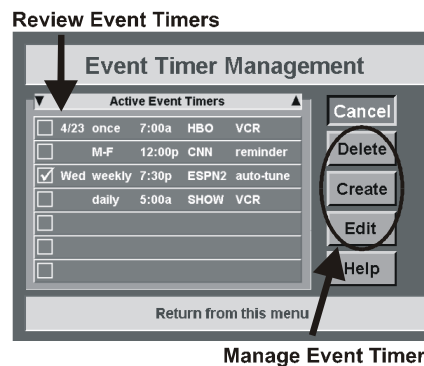 Review Event Timers
Event Timer Management
Active Event Timers
4/23 once 7:00a HBO VCR
M-F 12:00p CNN reminder
Wed weekly 7:30p ESPN2 auto-tune
daily 5:00a SHOW VCR
Cancel
Delete
Create
Edit
Help
Return from this menu
Manage Event Timer